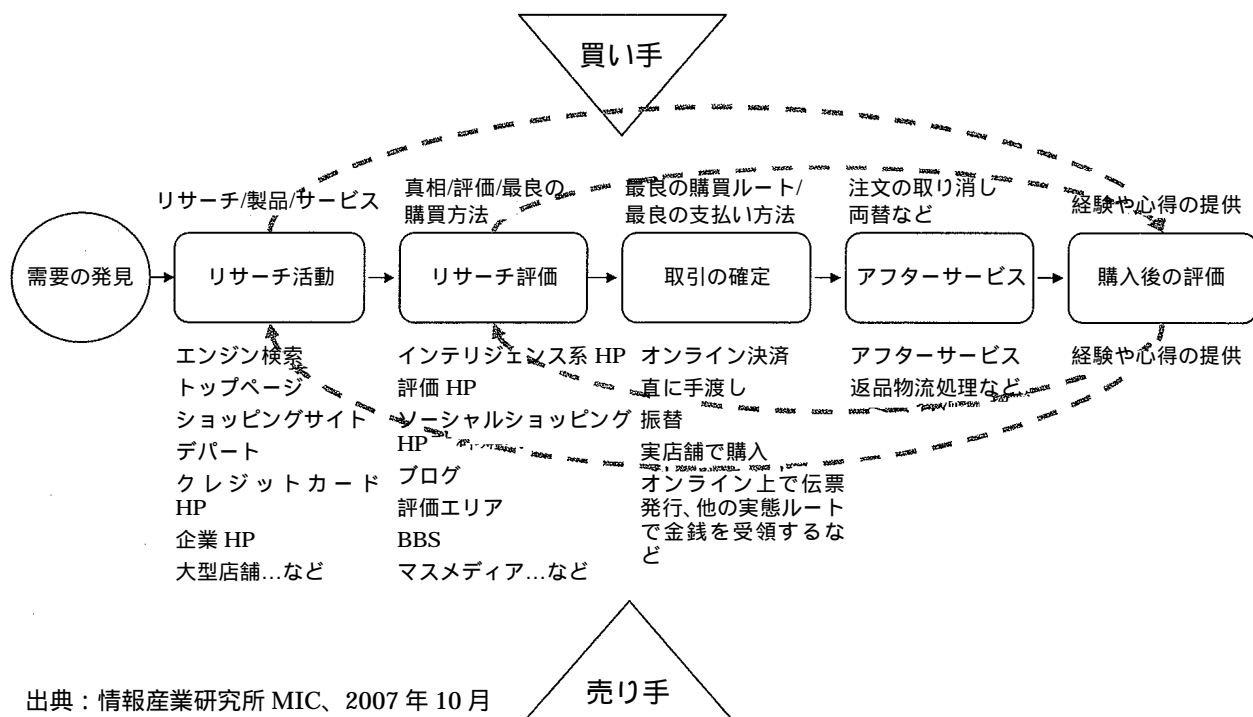 買い手
リサーチ/製品/サービス
真相/評価/最良の
購買方法
最良の購買ルート/
最良の支払い方法
注文の取り消し
両替など
経験や心得の提供
需要の発見
リサーチ活動
リサーチ評価
取引の確定
アフターサービス
購入後の評価
エンジン検索
トップページ
ショッピングサイト
デパート
クレジットカード
HP
企業 HP
大型店舗…など
インテリジェンス系 HP
評価 HP
ソーシャルショッピング
HP
ブログ
評価エリア
BBS
マスメディア…など
オンライン決済
直に手渡し
振替
実店舗で購入
オンライン上で伝票
発行、他の実態ルート
で金銭を受領するな
ど
アフターサービス
返品物流処理など
経験や心得の提供
売り手
出典：情報産業研究所 MIC、2007 年 10 月